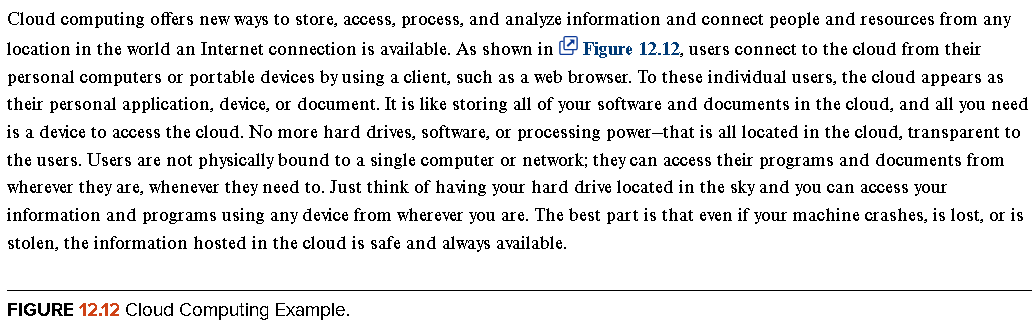 Cloud computing offers new ways to store, access, process, and analyze information and connect people and resources from any
location in the world an Internet connection is available. As shown in Figure 12.12, users connect to the cloud from their
personal computers or portable devices by using a client, such as a web browser. To these individual users, the cloud appears as
their personal application, device, or document. It is like storing all of your software and documents in the cloud, and all you need
is a device to access the cloud. No more hard drives, software, or processing power—that is all located in the cloud, transparent to
the users. Users are not physically bound to a single computer or network; they can access their programs and documents from
wherever they are, whenever they need to. Just think of having your hard drive located in the sky and you can access your
information and programs using any device from wherever you are. The best part is that even if your machine crashes, is lost, or is
stolen, the information hosted in the cloud is safe and always available.
FIGURE 12.12 Cloud Computing Example.